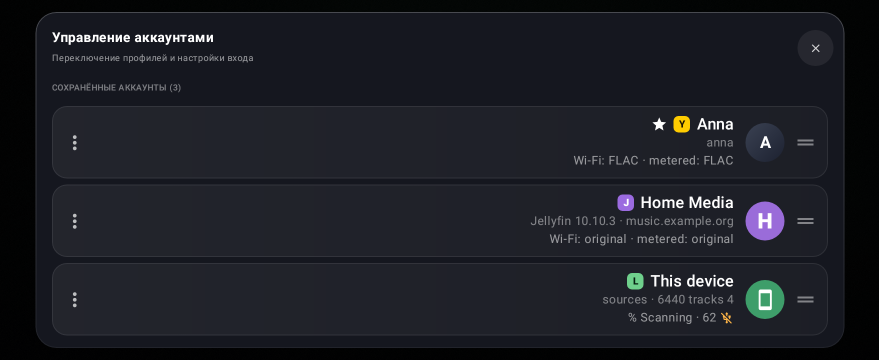 Управление аккаунтами
Переключение профилей и настройки входа
СОХРАНЁННЫЕ АККАУНТЫ (3)
Y Anna
A
anna
Wi-Fi: FLAC · metered: FLAC
J Home Media
H
Jellyfin 10.10.3 · music.example.org
Wi-Fi: original · metered: original
L This device
sources · 6440 tracks 4
% Scanning · 62